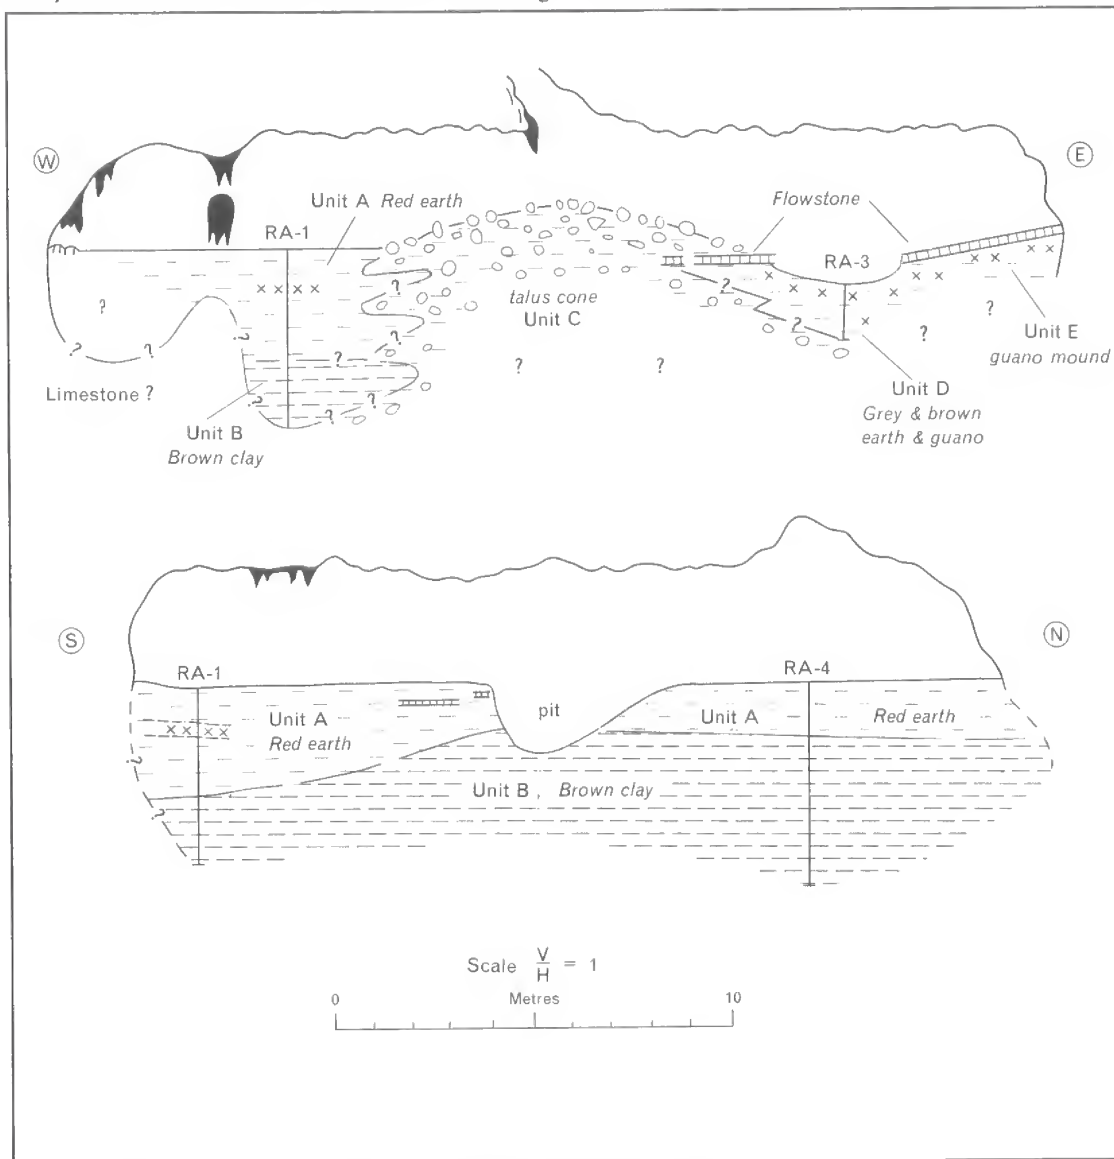 W
E
Unit A Red earth
Flowstone
RA-1
RA-3
× × × ×
?
talus cone
Unit C
?
?
?
?
?
?
?
?
?
?
?
?
?
?
Unit E
guano mound
Limestone ?
Unit B
Brown clay
Unit D
Grey & brown
earth & guano
S
N
RA-1
RA-4
Unit A
Red earth
pit
Unit A
Red earth
× × × ×
?
?
Unit B , Brown clay
Scale V/H = 1
0 Metres 10